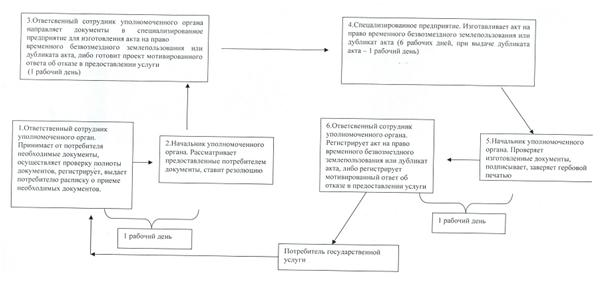 3.Ответсвенный сотрудник уполномоченного органа
направляет документы в специализированное
предприятие для изготовления акта на право
временного безвозмездного землепользования или
дубликата акта, либо готовит проект мотивированного
ответа об отказе в предоставлении услуги
(1 рабочий день)
4.Спецализированное предприятие. Изготавливает акт на
право временного безвозмездного землепользования или
дубликат акта (6 рабочих дней, при выдаче дубликата
акта – 1 рабочий день)
1.Ответственный сотрудник
уполномоченного орган.
Принимает от потребителя
необходимые документы,
осуществляет проверку полноты
документов, регистрирует, выдает
потребителю расписку о приеме
необходимых документов.
2.Начальник уполномоченного
органа. Рассматривает
предоставленные потребителем
документы, ставит резолюцию
6.Ответсвенный сотрудник
уполномоченного органа.
Регистрирует акт на право
временного безвозмездного
землепользования или дубликат
акта, либо регистрирует
мотивированный ответ об
отказе в предоставления услуги
5.Начальник уполномоченного
органа. Проверяет
изготовленные документы,
подписывает, заверяет гербовой
печатью
1 рабочий день
1 рабочий день
Потребитель государственной
услуги